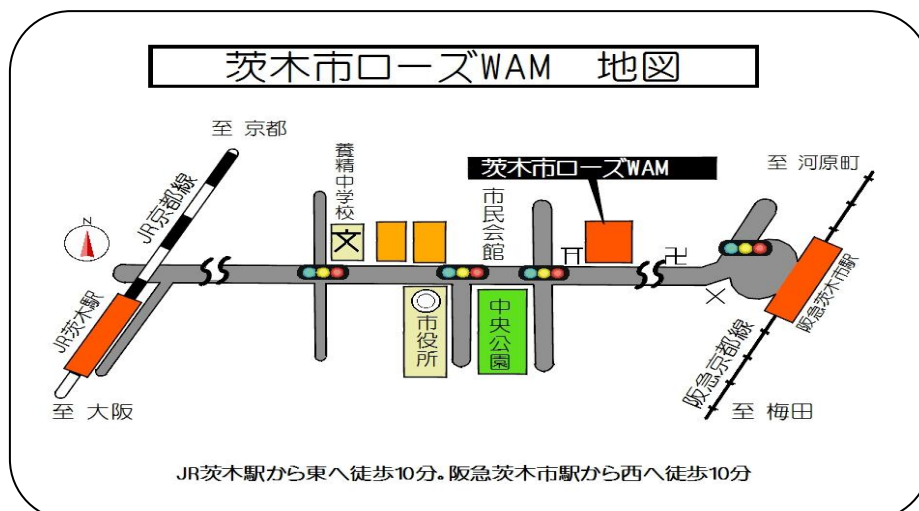 茨木市ローズWAM　地図
至 京都
JR京都線
N
養精中学校
文
茨木市ローズWAM
市民会館
至 河原町
JR茨木駅
至 大阪
市役所
中央公園
阪急茨木市駅
阪急京都線
至 梅田
JR茨木駅から東へ徒歩10分。阪急茨木市駅から西へ徒歩10分